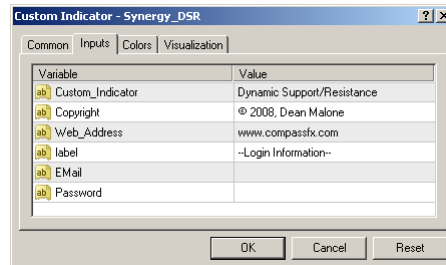 Custom Indicator - Synergy_DSR
Common Inputs Colors Visualization
Variable Value
ab Custom_Indicator Dynamic Support/Resistance
ab Copyright © 2008, Dean Malone
ab Web_Address www.compassfx.com
ab label --Login Information--
ab EMail
ab Password
OK Cancel Reset